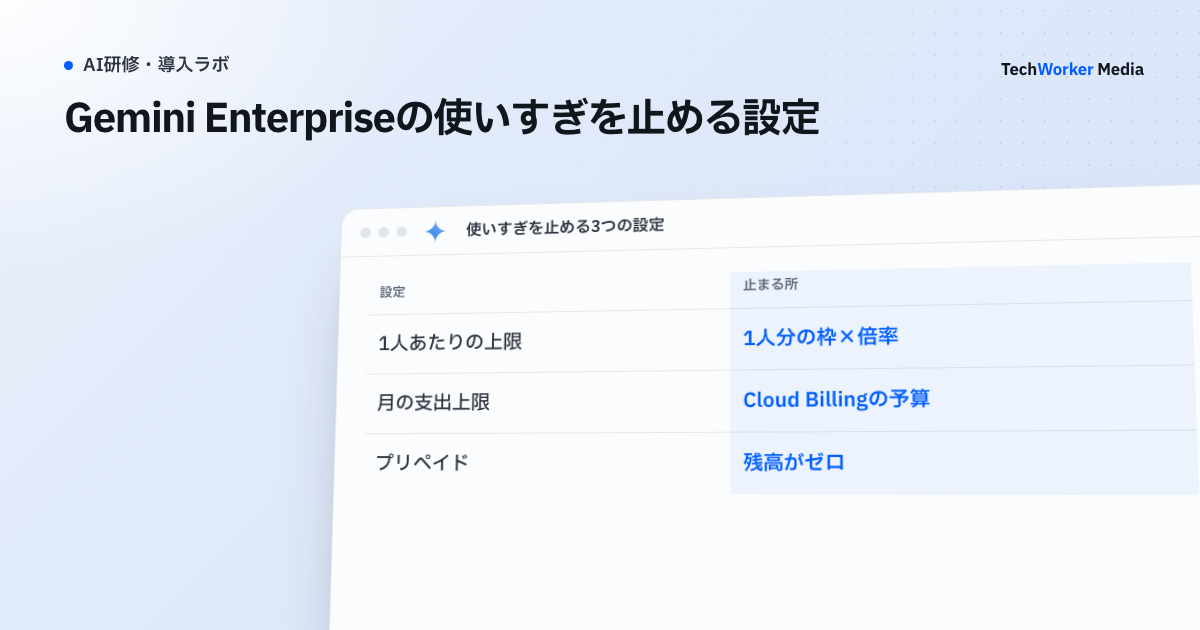 AI研修・導入ラボ
TechWorker Media
Gemini Enterpriseの使いすぎを止める設定
使いすぎを止める3つの設定
設定 止まる所
1人あたりの上限 1人分の枠×倍率
月の支出上限 Cloud Billingの予算
プリペイド 残高がゼロ